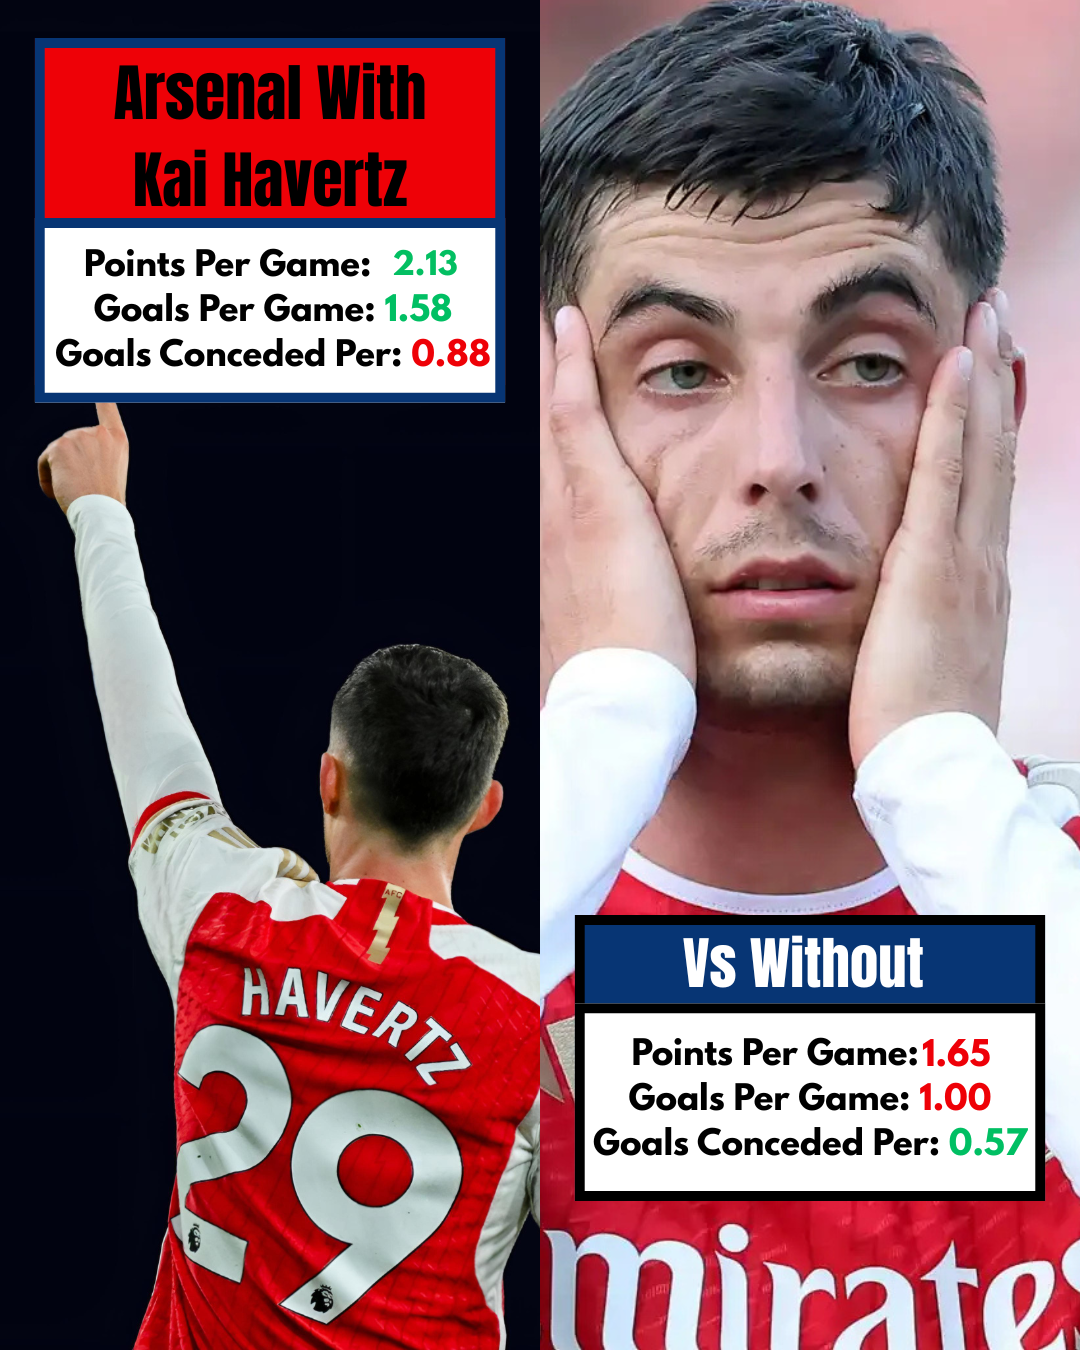 Arsenal With
Kai Havertz
Points Per Game: 2.13
Goals Per Game: 1.58
Goals Conceded Per: 0.88
AFC
HAVERTZ
29
Vs Without
Points Per Game: 1.65
Goals Per Game: 1.00
Goals Conceded Per: 0.57
mirate